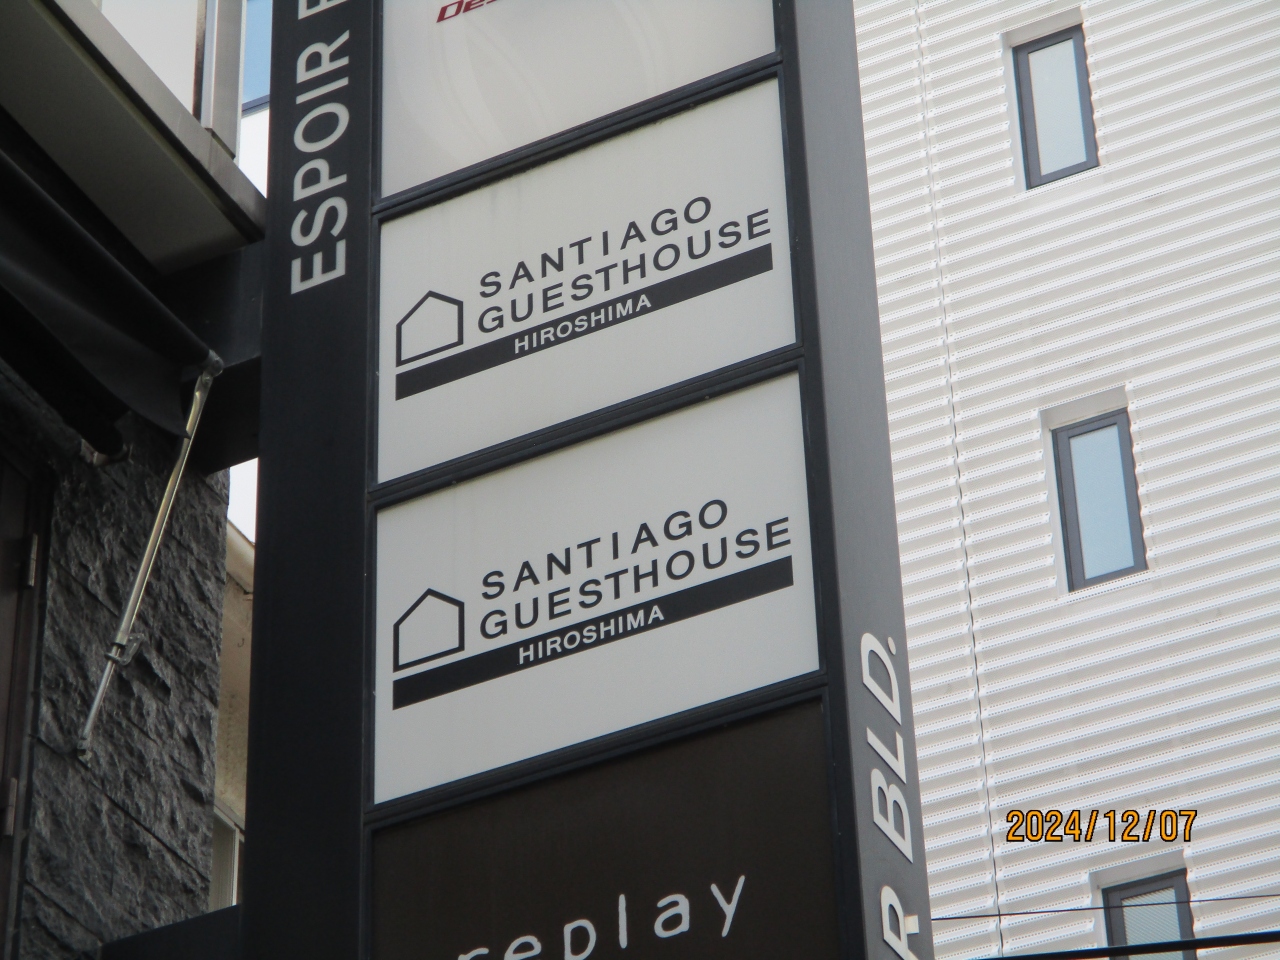 ESPOIR
SANTIAGO
GUESTHOUSE
HIROSHIMA
SANTIAGO
GUESTHOUSE
HIROSHIMA
replay
R BLD.
2024/12/07